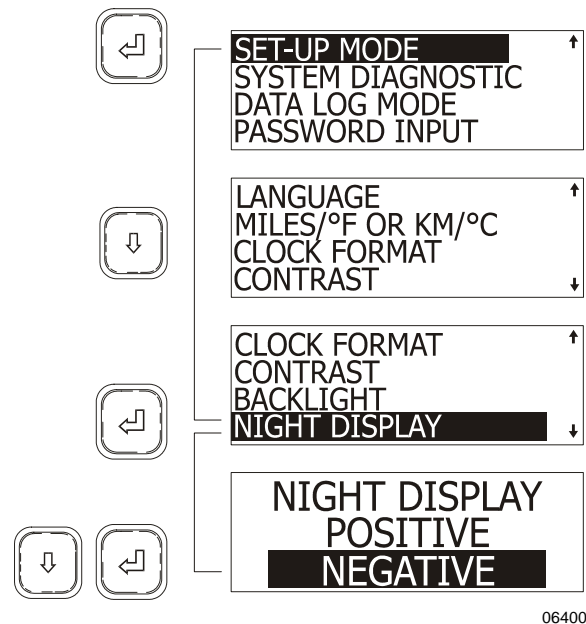 SET-UP MODE
SYSTEM DIAGNOSTIC
DATA LOG MODE
PASSWORD INPUT
LANGUAGE
MILES/°F OR KM/°C
CLOCK FORMAT
CONTRAST
CLOCK FORMAT
CONTRAST
BACKLIGHT
NIGHT DISPLAY
NIGHT DISPLAY
POSITIVE
NEGATIVE
06400